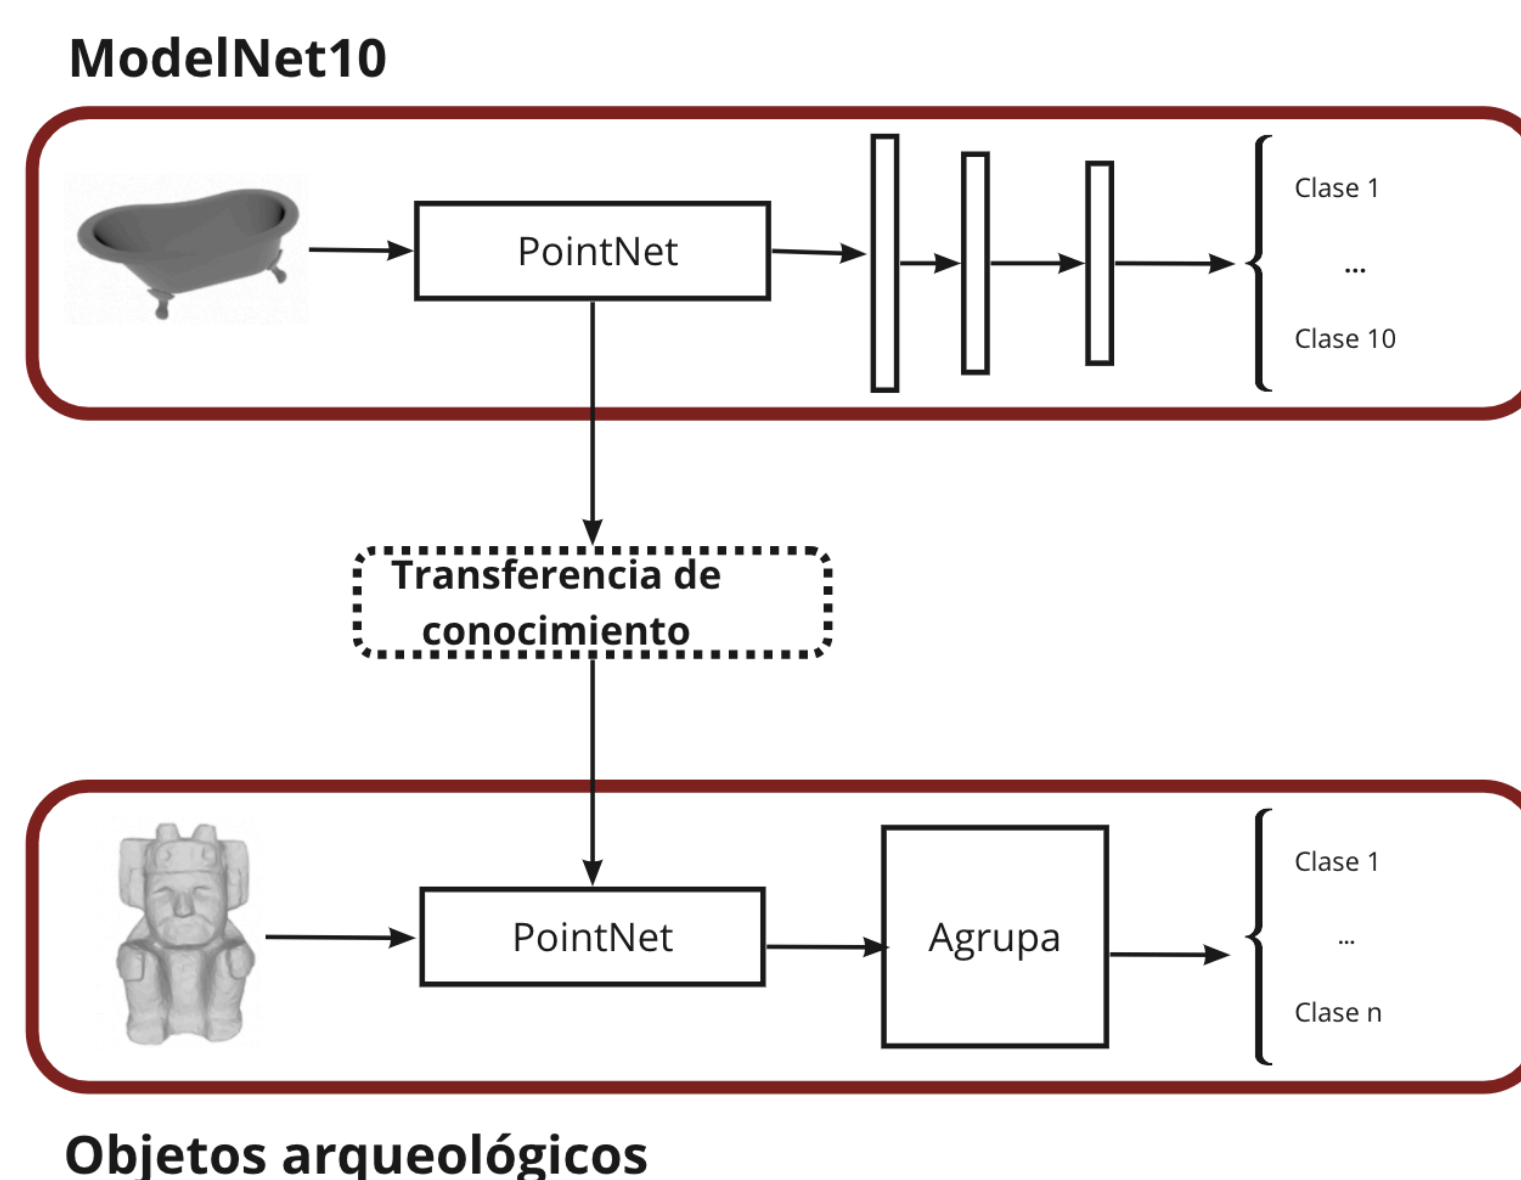 ModelNet10
PointNet
Clase 1
...
Clase 10
Transferencia de
conocimiento
PointNet
Agrupa
Clase 1
...
Clase n
Objetos arqueológicos